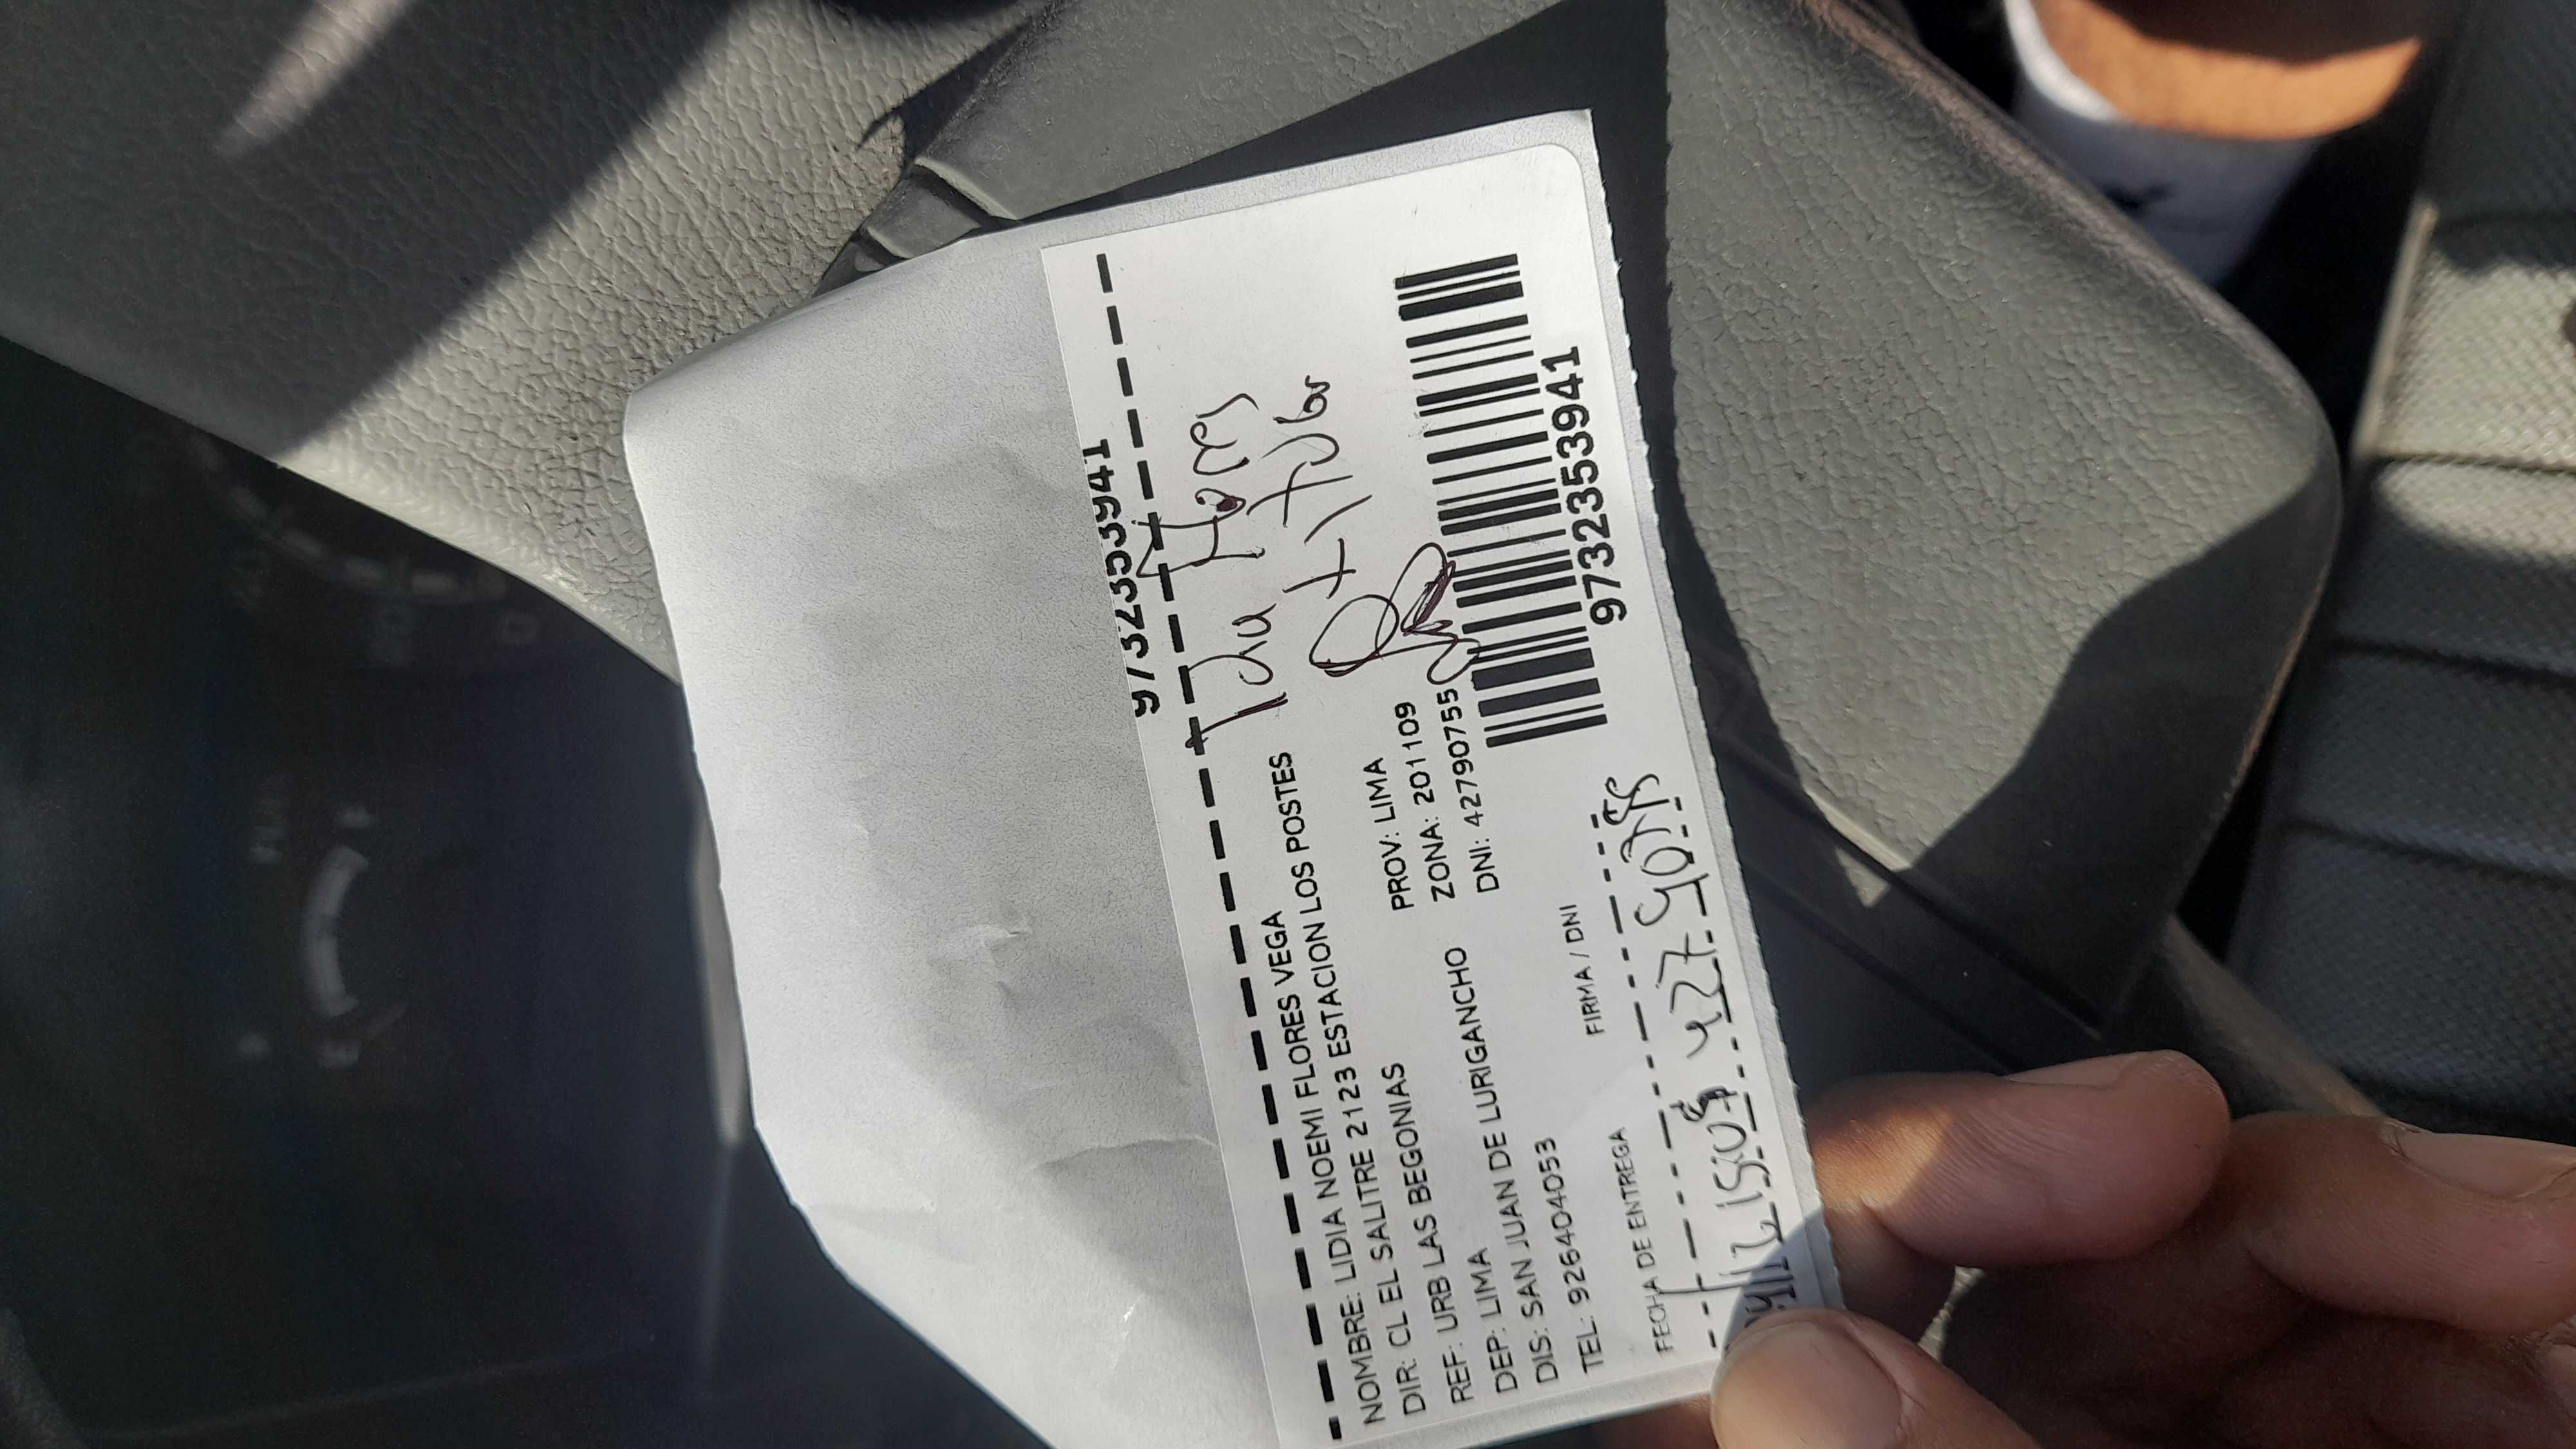 9732353941
NOMBRE: LIDIA NOEMI FLORES VEGA
DIR: CL EL SALITRE 2123 ESTACION LOS POSTES
REF: URB LAS BEGONIAS
DEP: LIMA PROV: LIMA
DIS: SAN JUAN DE LURIGANCHO ZONA: 201109
TEL: 926404053 DNI: 42790755
FECHA DE ENTREGA FIRMA / DNI
42790755
9732353941